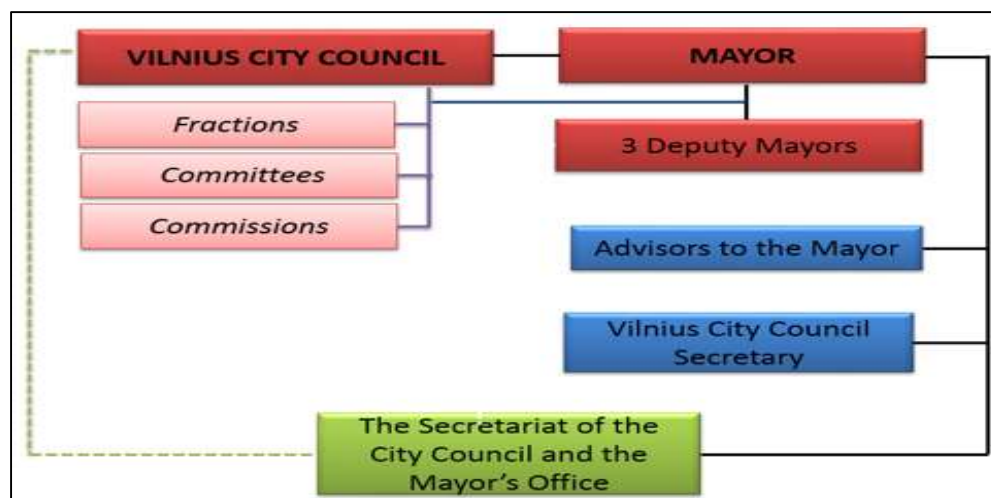 VILNIUS CITY COUNCIL
MAYOR
Fractions
Committees
Commissions
3 Deputy Mayors
Advisors to the Mayor
Vilnius City Council
Secretary
The Secretariat of the
City Council and the
Mayor's Office